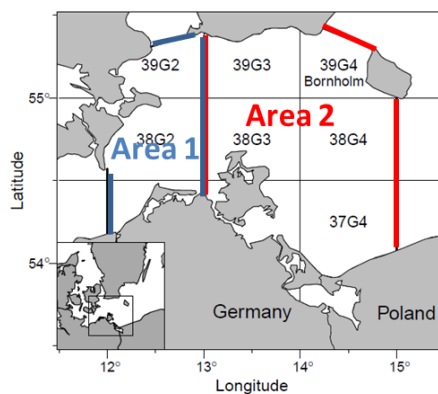 39G2
39G3
39G4
Bornholm
55°
38G2
38G3
38G4
Area 1
Area 2
37G4
54°
Germany
Poland
12°
13°
14°
15°
Latitude
Longitude